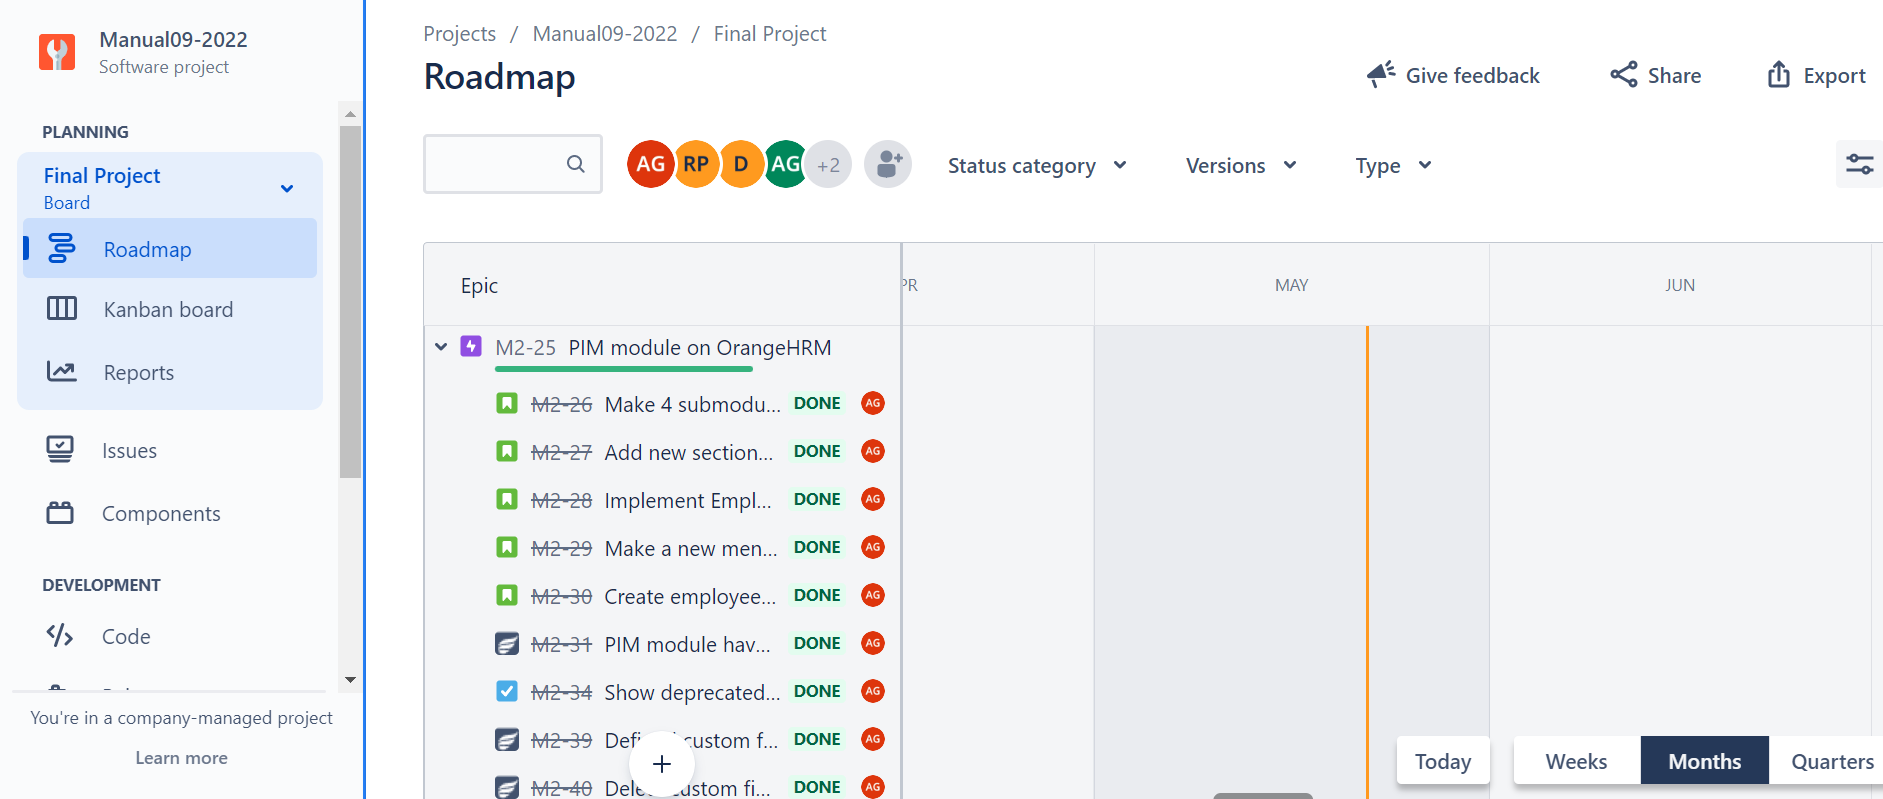 Manual09-2022
Software project
PLANNING
Final Project
Board
Roadmap
Kanban board
Reports
Issues
Components
DEVELOPMENT
Code
You're in a company-managed project
Learn more
Projects / Manual09-2022 / Final Project
Roadmap
Give feedback
Share
Export
AG RP D AG +2
Status category
Versions
Type
Epic
PR MAY JUN
M2-25 PIM module on OrangeHRM
M2-26 Make 4 submodu... DONE AG
M2-27 Add new section... DONE AG
M2-28 Implement Empl... DONE AG
M2-29 Make a new men... DONE AG
M2-30 Create employee... DONE AG
M2-31 PIM module hav... DONE AG
M2-34 Show deprecated... DONE AG
M2-39 custom f... DONE AG
M2-40 custom fi... DONE AG
+
Today
Weeks
Months
Quarters